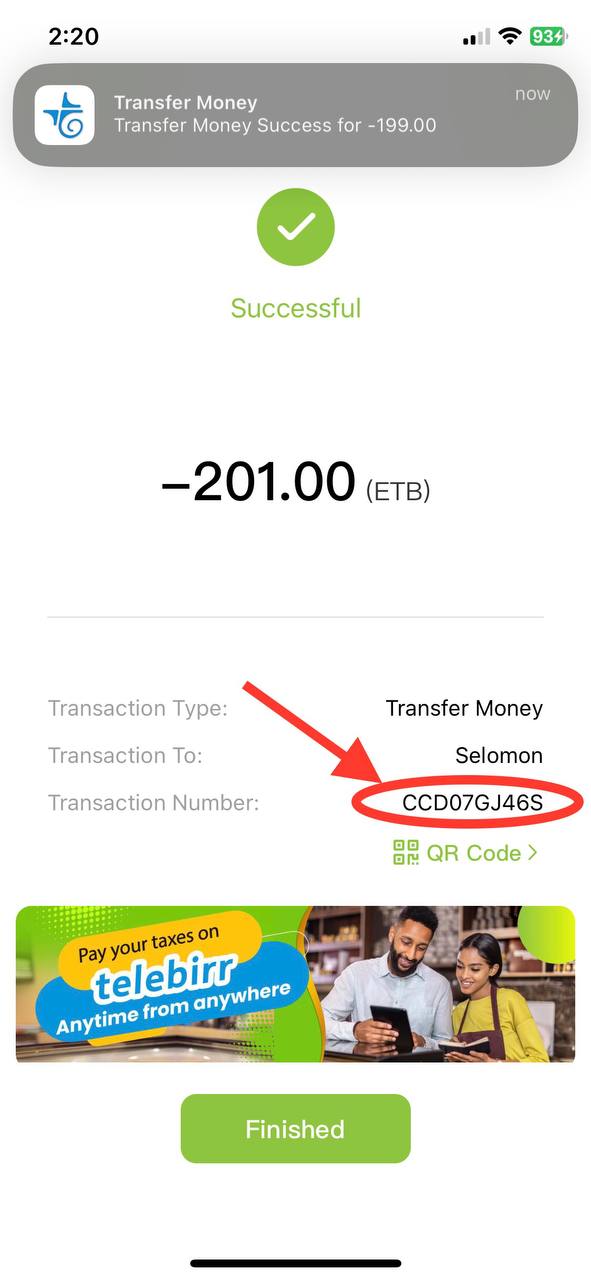 2:20
93
Transfer Money
now
Transfer Money Success for -199.00
Successful
−201.00 (ETB)
Transaction Type: Transfer Money
Transaction To: Selomon
Transaction Number: CCD07GJ46S
QR Code
Pay your taxes on
telebirr
Anytime from anywhere
Finished